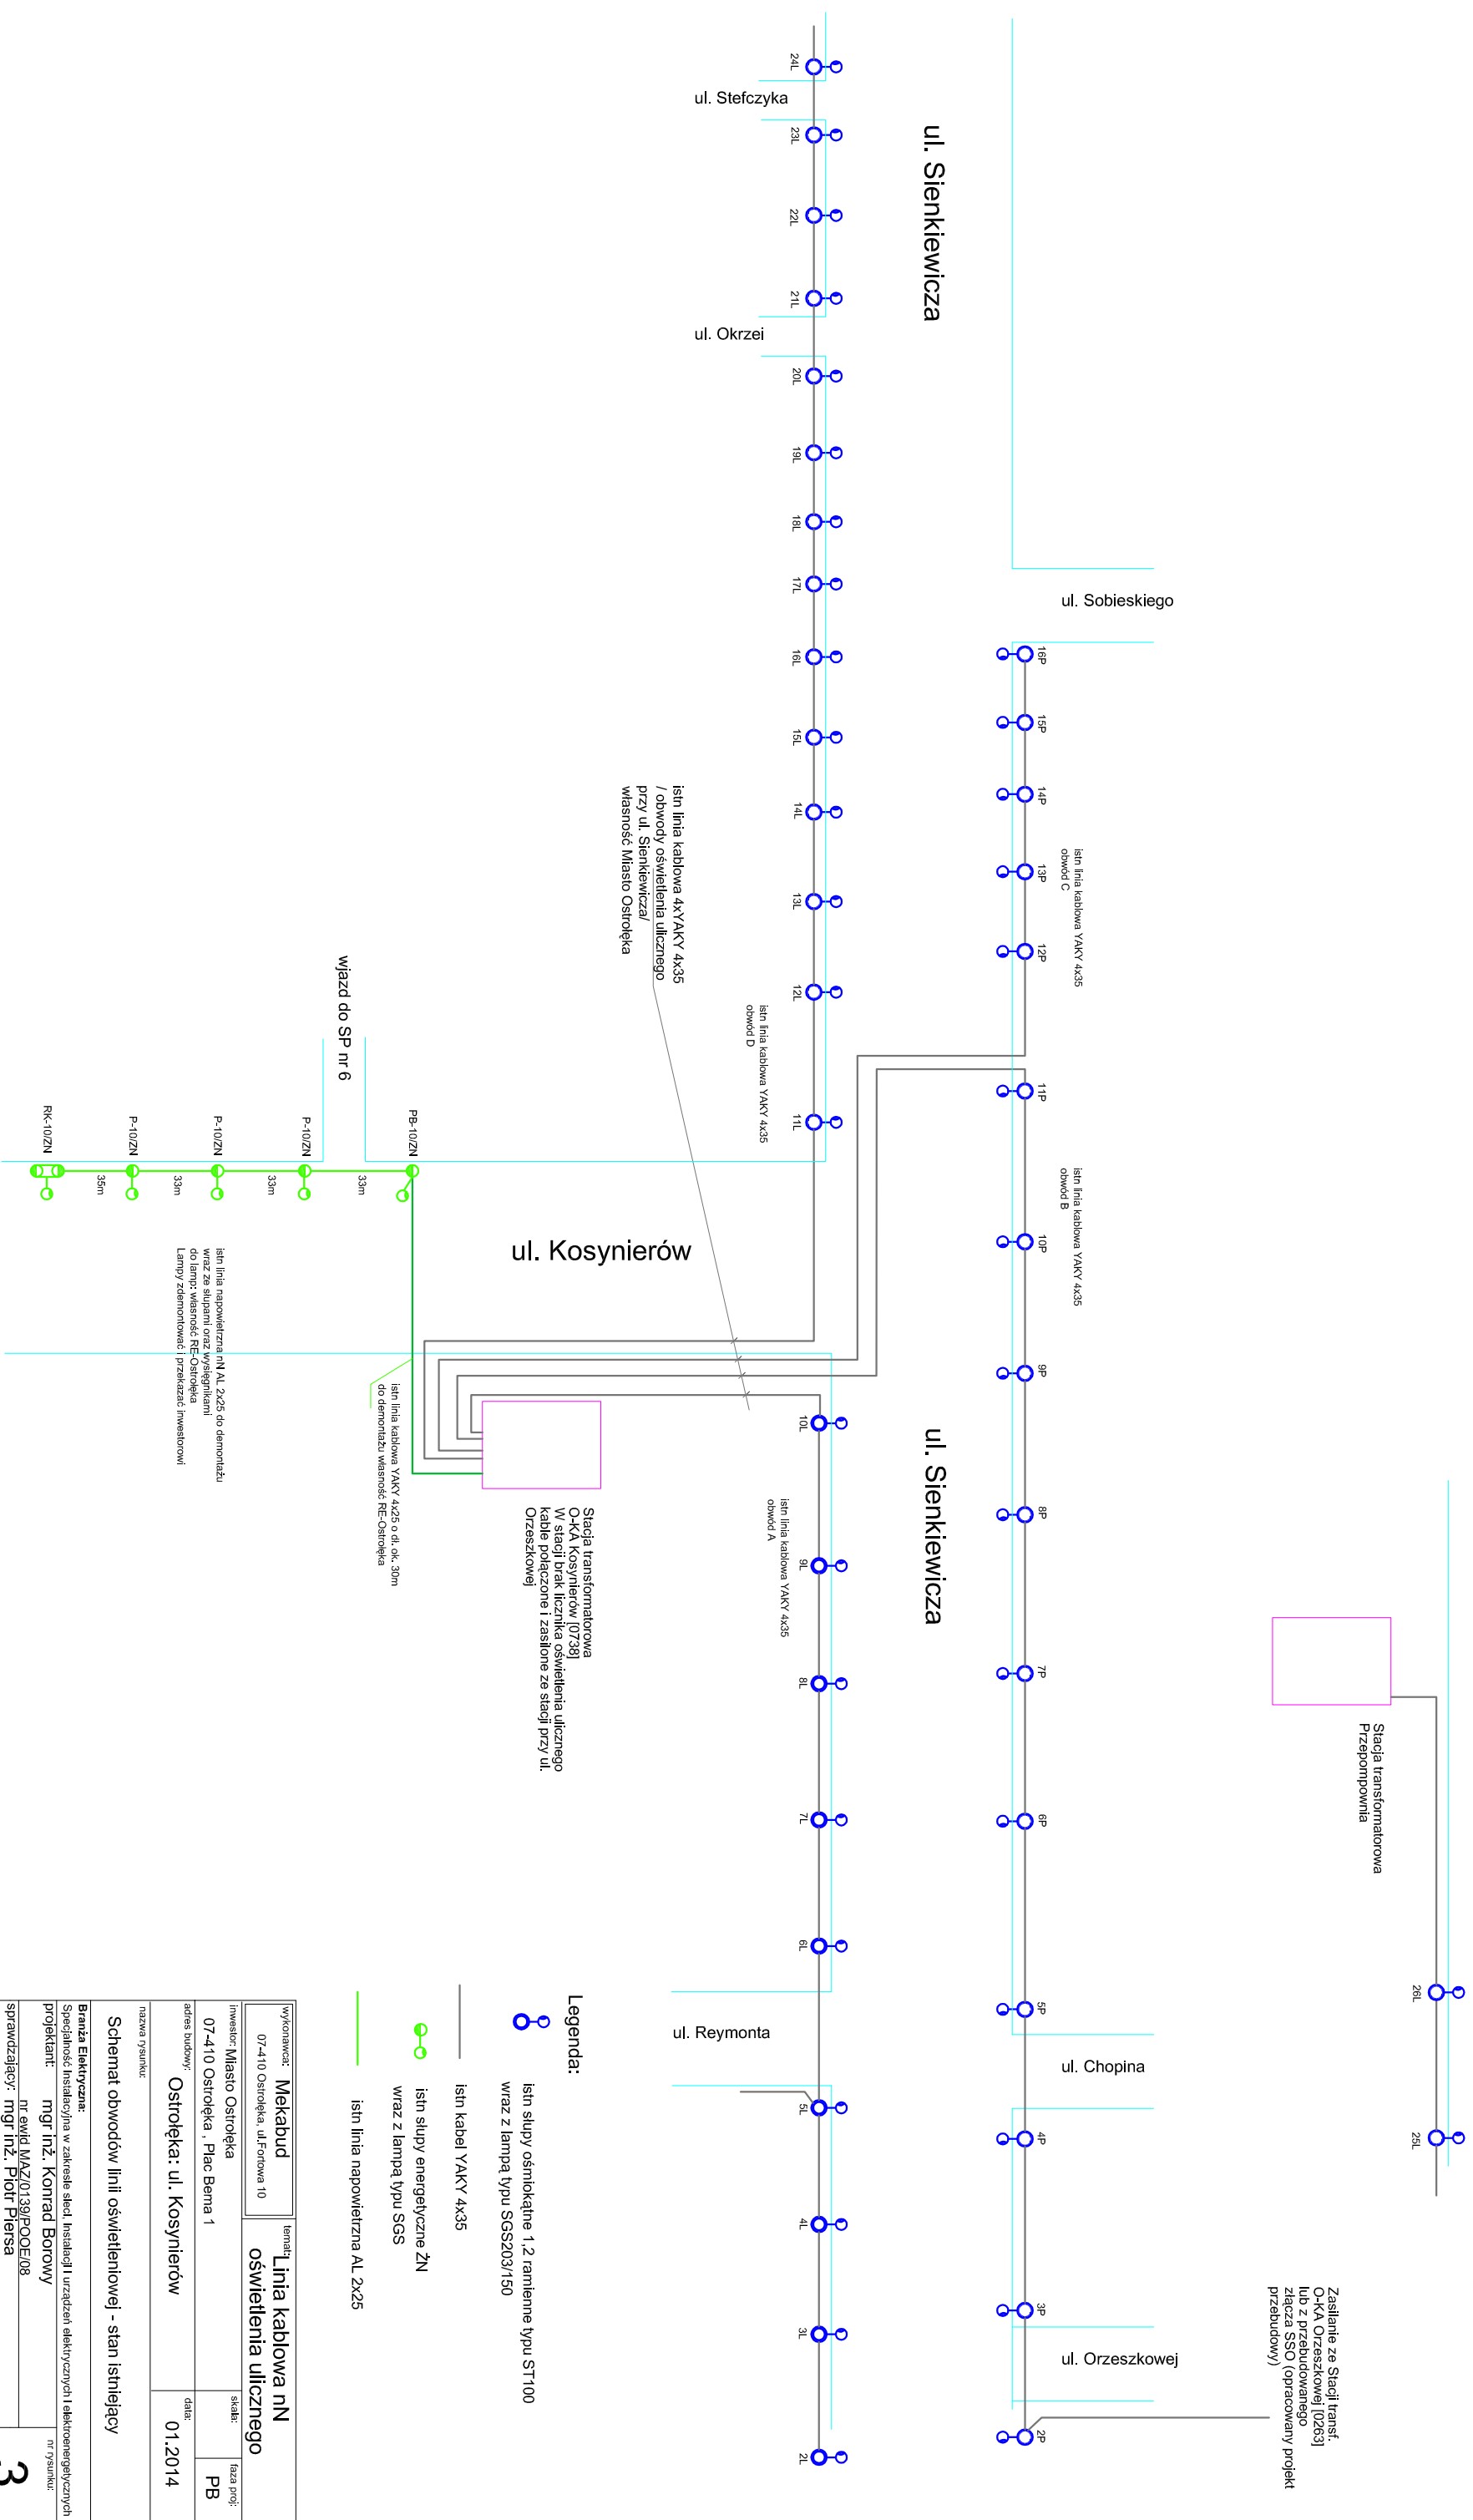 ul. Sienkiewicza
ul. Stefczyka
ul. Okrzei
ul. Sobieskiego
24L
23L
22L
21L
20L
19L
18L
17L
16L
15L
14L
13L
12L
11L
16P
15P
14P
13P
12P
11P
10P
9P
8P
7P
6P
5P
4P
3P
2P
istn linia kablowa YAKY 4x35
obwód C
istn linia kablowa YAKY 4x35
obwód B
istn linia kablowa YAKY 4x35
obwód D
istn linia kablowa 4xYAKY 4x35
/ obwody oświetlenia ulicznego
przy ul. Sienkiewicza/
własność Miasto Ostrołęka
wjazd do SP nr 6
PB-10/ZN
P-10/ZN
P-10/ZN
P-10/ZN
RK-10/ZN
33m
33m
33m
35m
ul. Kosynierów
istn linia napowietrzna nN AL 2x25 do demontażu
wraz ze słupami oraz wysięgnikami
do lamp: własność RE-Ostrołęka
Lampy zdemontować i przekazać inwestorowi
istn linia kablowa YAKY 4x25 o dł. ok. 30m
do demontażu własność RE-Ostrołęka
Stacja transformatorowa
O-KA Kosynierów [0738]
W stacji brak licznika oświetlenia ulicznego
kable połączone i zasilone ze stacji przy ul.
Orzeszkowej
istn linia kablowa YAKY 4x35
obwód A
10L
9L
8L
7L
6L
5L
4L
3L
2L
ul. Sienkiewicza
Stacja transformatorowa
Przepompownia
26L
25L
ul. Reymonta
ul. Chopina
ul. Orzeszkowej
Zasilanie ze Stacji transf.
O-KA Orzeszkowej [0263]
lub z przebudowanego
złącza SSO (opracowany projekt
przebudowy)
Legenda:
istn słupy ośmiokątne 1,2 ramienne typu ST100
wraz z lampą typu SGS203/150
istn kabel YAKY 4x35
istn słupy energetyczne ŻN
wraz z lampą typu SGS
istn linia napowietrzna AL 2x25
wykonawca: Mekabud
07-410 Ostrołęka, ul.Fortowa 10
temat: Linia kablowa nN
oświetlenia ulicznego
inwestor: Miasto Ostrołęka
07-410 Ostrołęka , Plac Bema 1
skala:
faza proj:
PB
adres budowy:
Ostrołęka: ul. Kosynierów
data:
01.2014
nazwa rysunku:
Schemat obwodów linii oświetleniowej - stan istniejący
Branża Elektryczna:
Specjalność instalacyjna w zakresie sieci, instalacji i urządzeń elektrycznych i elektroenergetycznych
projektant: mgr inż. Konrad Borowy
nr ewid MAZ/0139/POOE/08
nr rysunku:
3
sprawdzający: mgr inż. Piotr Piersa